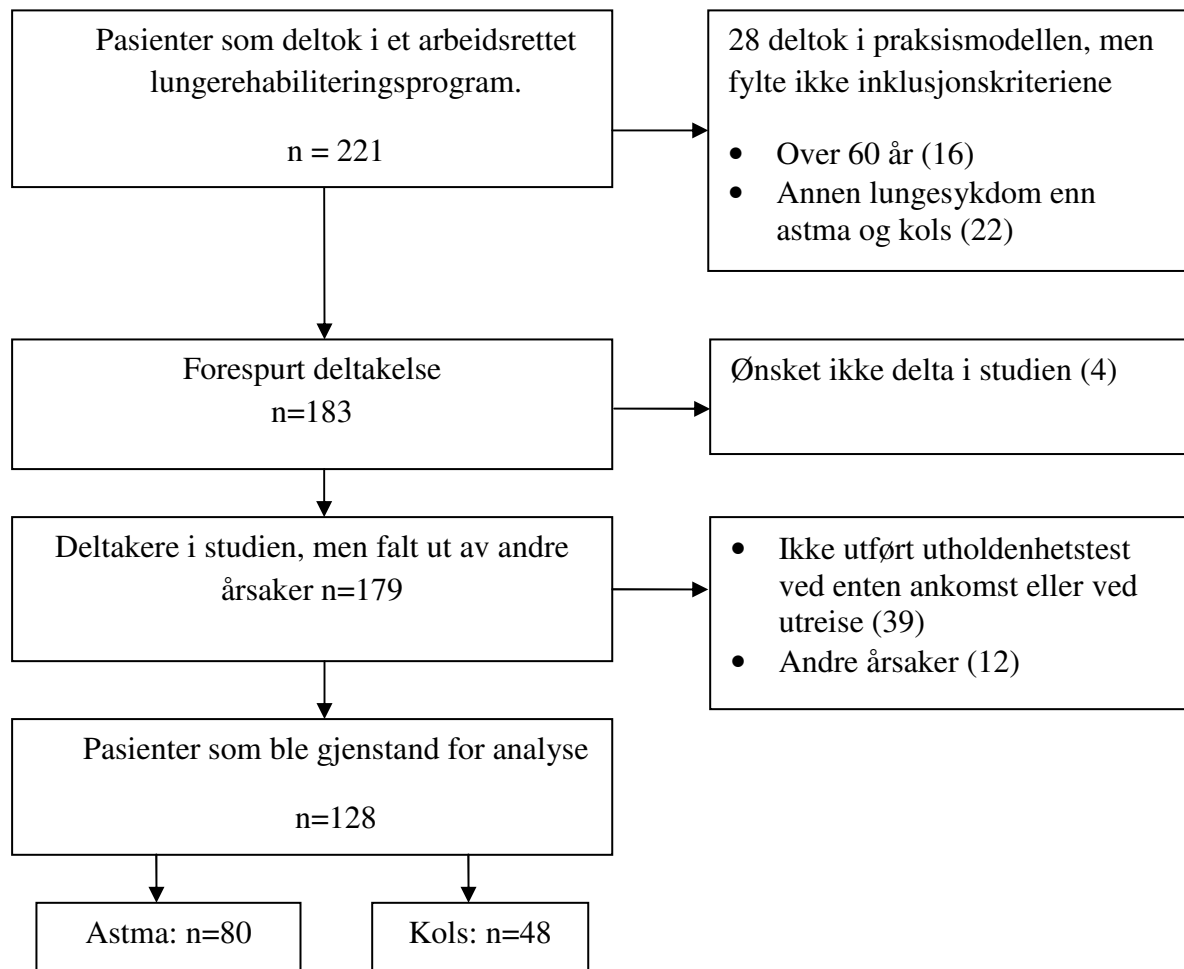 Pasienter som deltok i et arbeidsrettet
lungerehabiliteringsprogram.
n = 221
28 deltok i praksismodellen, men
fylte ikke inklusjonskriteriene
• Over 60 år (16)
• Annen lungesykdom enn
astma og kols (22)
Forespurt deltakelse
n=183
Ønsket ikke delta i studien (4)
Deltakere i studien, men falt ut av andre
årsaker n=179
• Ikke utført utholdenhetstest
ved enten ankomst eller ved
utreise (39)
• Andre årsaker (12)
Pasienter som ble gjenstand for analyse
n=128
Astma: n=80
Kols: n=48